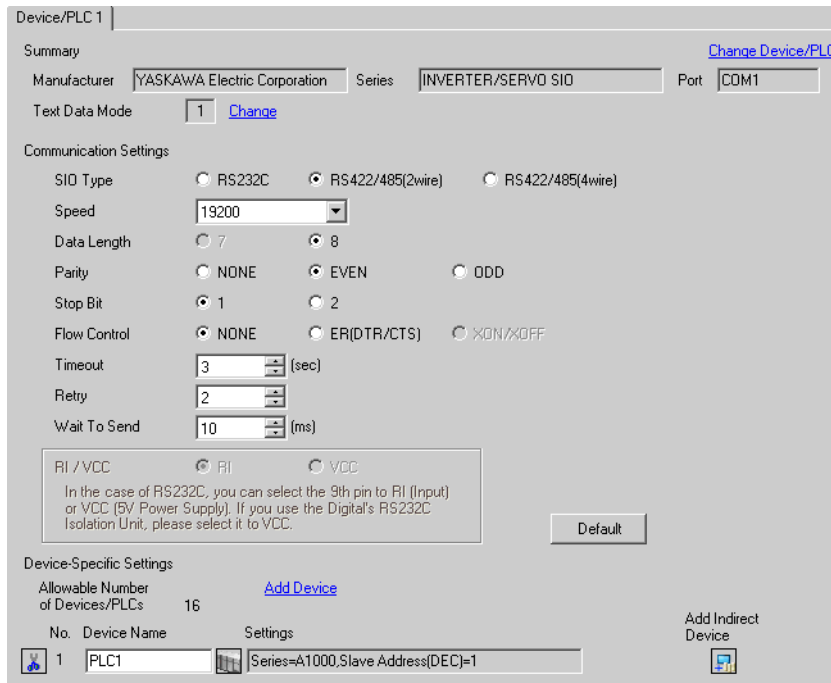 Device/PLC 1
Summary
Change Device/PLC
Manufacturer YASKAWA Electric Corporation Series INVERTER/SERVO SIO Port COM1
Text Data Mode 1 Change
Communication Settings
SIO Type RS232C RS422/485(2wire) RS422/485(4wire)
Speed 19200
Data Length 7 8
Parity NONE EVEN ODD
Stop Bit 1 2
Flow Control NONE ER(DTR/CTS) XON/XOFF
Timeout 3 (sec)
Retry 2
Wait To Send 10 (ms)
RI / VCC RI VCC
In the case of RS232C, you can select the 9th pin to RI (Input)
or VCC (5V Power Supply). If you use the Digital's RS232C
Isolation Unit, please select it to VCC.
Default
Device-Specific Settings
Allowable Number Add Device
of Devices/PLCs 16
Add Indirect
Device
No. Device Name Settings
1 PLC1 Series=A1000,Slave Address(DEC)=1